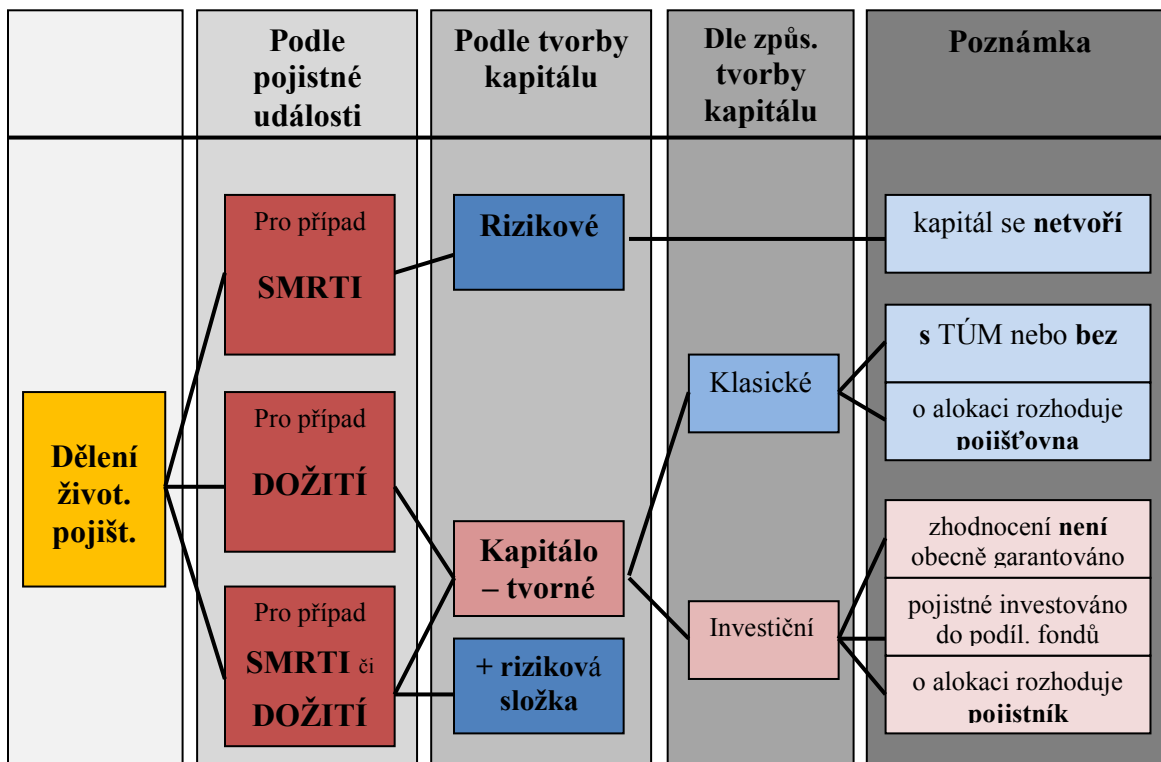 Podle
pojistné
události
Podle tvorby
kapitálu
Dle způs.
tvorby
kapitálu
Poznámka
Dělení
život.
pojišt.
Pro případ
SMRTI
Pro případ
DOŽITÍ
Pro případ
SMRTI či
DOŽITÍ
Rizikové
Kapitálo
– tvorné
+ riziková
složka
Klasické
Investiční
kapitál se netvoří
s TÚM nebo bez
o alokaci rozhoduje
pojišťovna
zhodnocení není
obecně garantováno
pojistné investováno
do podíl. fondů
o alokaci rozhoduje
pojistník